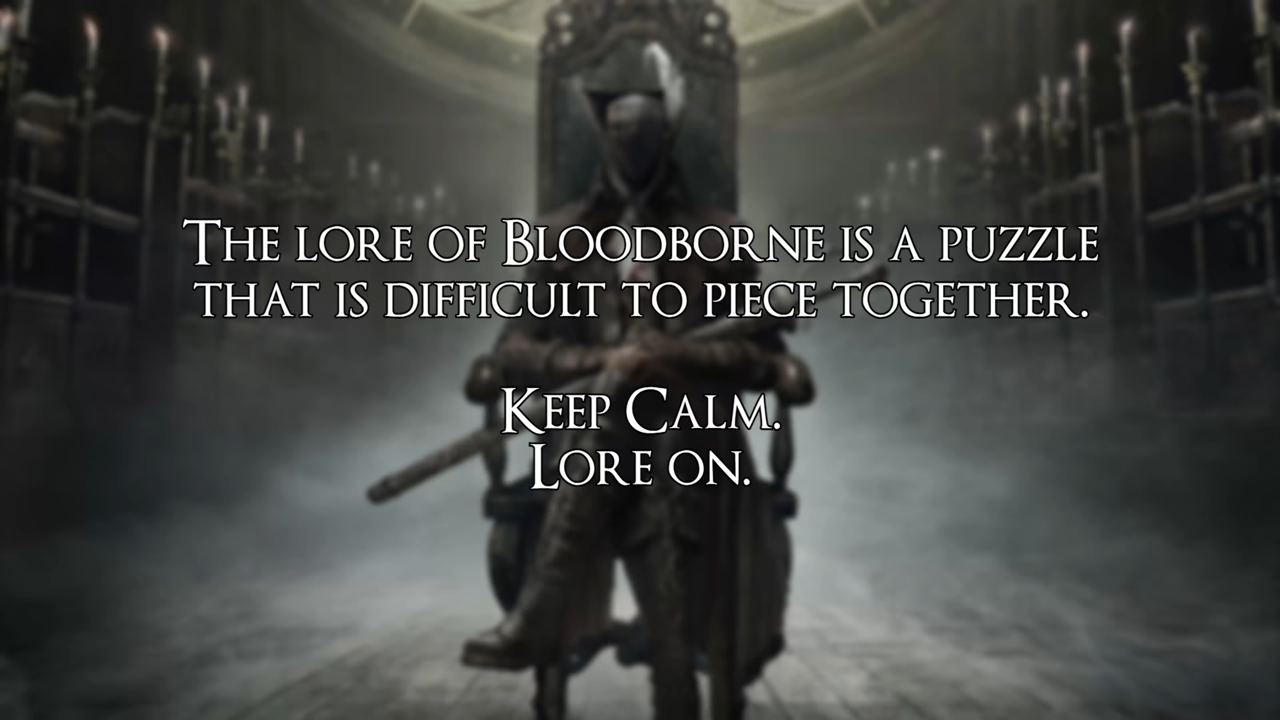 The lore of Bloodborne is a puzzle
that is difficult to piece together.
Keep Calm.
Lore on.